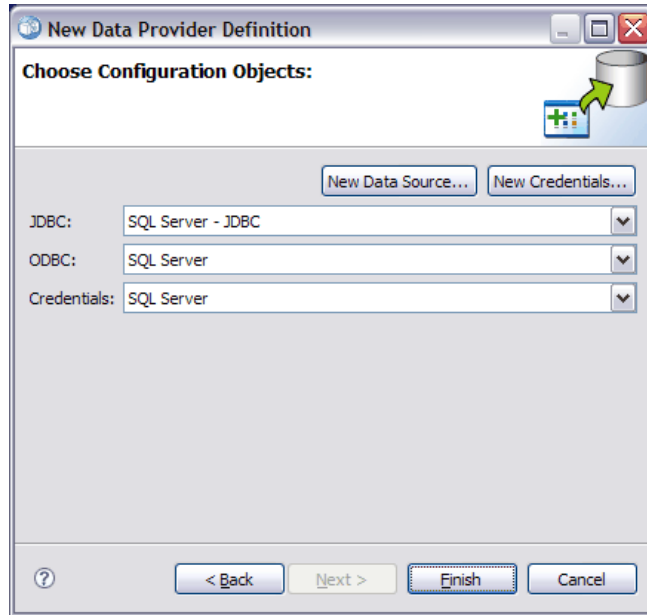 New Data Provider Definition
Choose Configuration Objects:
New Data Source... New Credentials...
JDBC: SQL Server - JDBC
ODBC: SQL Server
Credentials: SQL Server
? < Back Next > Finish Cancel